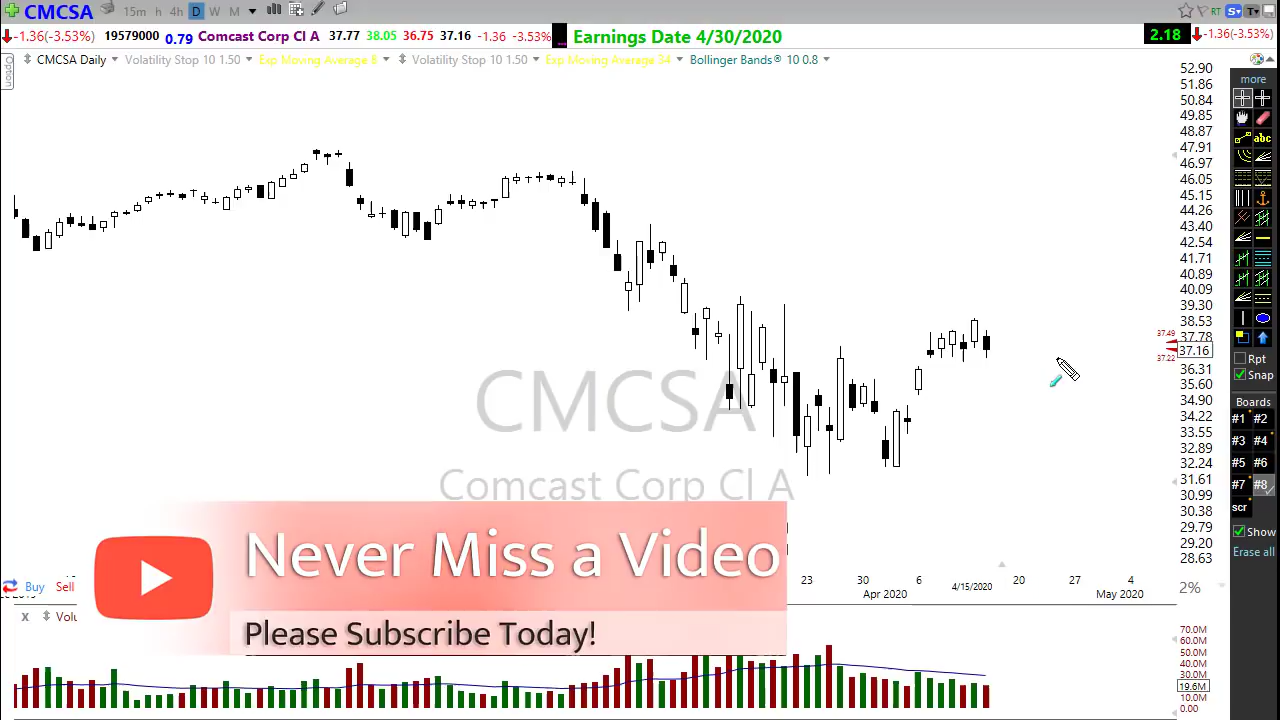 CMCSA 15m h 4h D W M
-1.36(-3.53%) 19579000 0.79 Comcast Corp Cl A 37.77 38.05 36.75 37.16 -1.36 -3.53% Earnings Date 4/30/2020 2.18 -1.36(-3.53%)
RT S T
Option
CMCSA Daily Volatility Stop 10 1.50 Exp Moving Average 8 Volatility Stop 10 1.50 Exp Moving Average 34 Bollinger Bands® 10 0.8
52.90
51.86
50.84
49.85
48.87
47.91
46.97
46.05
45.15
44.26
43.40
42.54
41.71
40.89
40.09
39.30
38.53
37.78
37.49
37.16
37.22
36.31
35.60
34.90
34.22
33.55
32.89
32.24
31.61
30.99
30.38
29.79
29.20
28.63
more
abc
Rpt
Snap
Boards
#1 #2
#3 #4
#5 #6
#7 #8
scr
Show
Erase all
CMCSA
Comcast Corp Cl A
Never Miss a Video
Please Subscribe Today!
Buy Sell
23 30 6 4/15/2020 20 27 4
Apr 2020 May 2020
2%
x Volu
70.0M
60.0M
50.0M
40.0M
30.0M
19.6M
10.0M
0.00